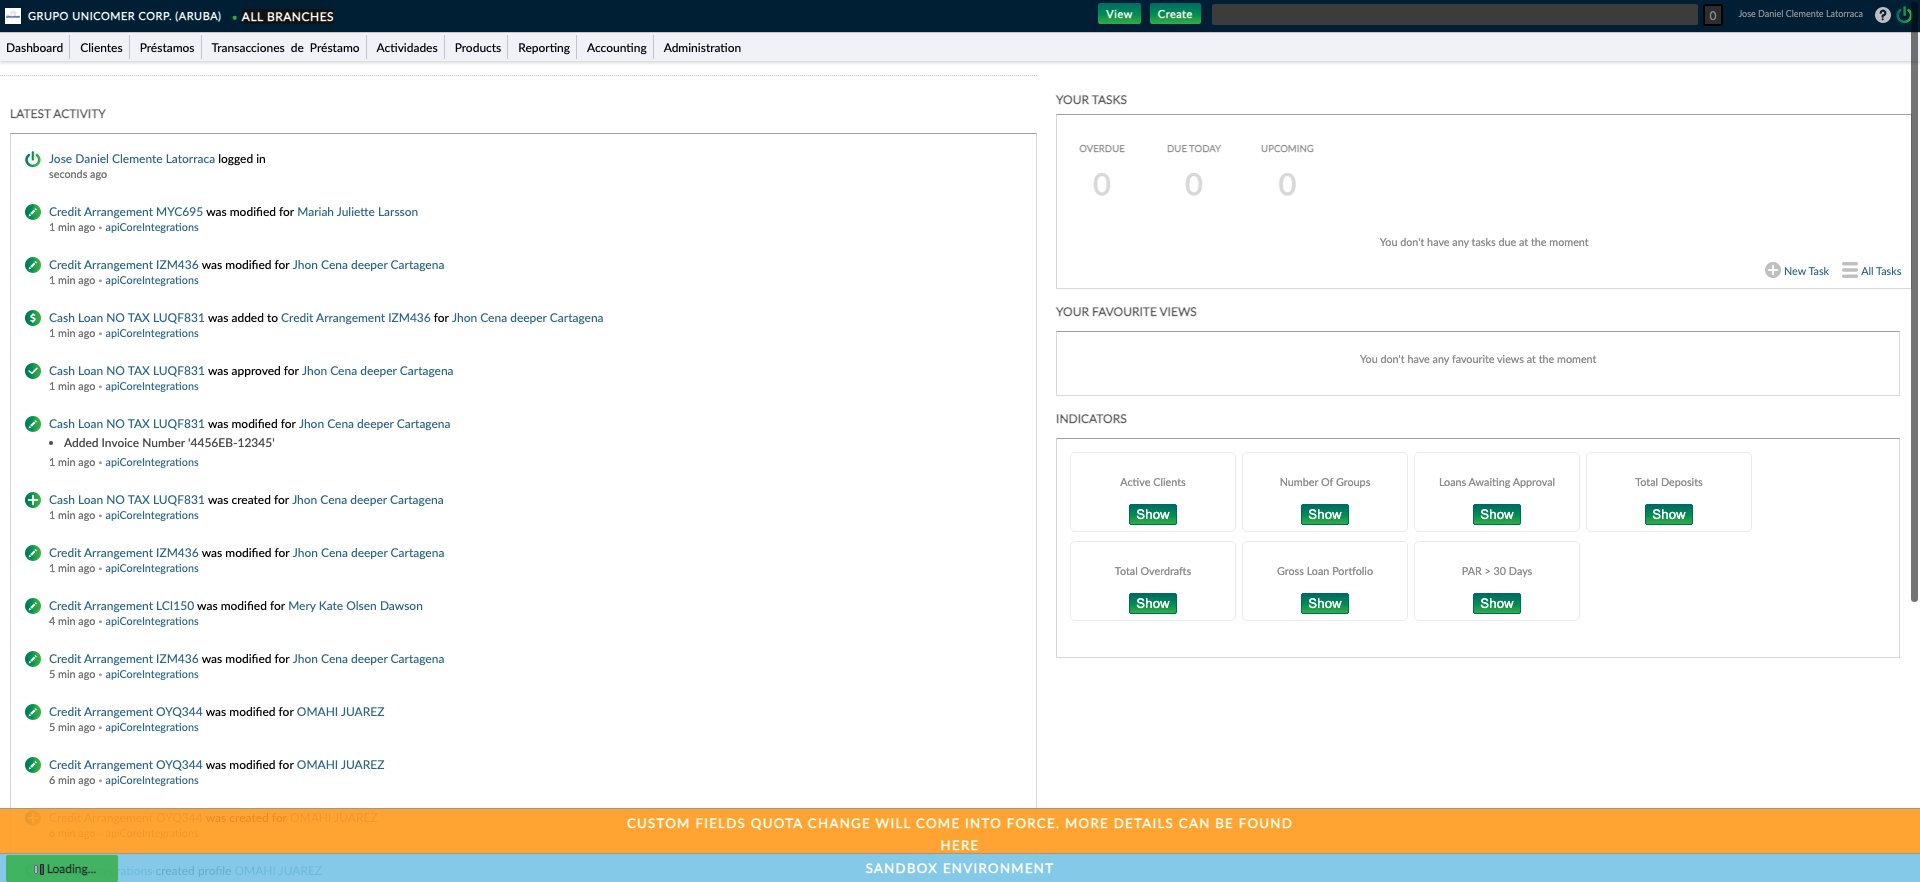 GRUPO UNICOMER CORP. (ARUBA) • ALL BRANCHES
View Create 0 Jose Daniel Clemente Latorraca ?
Dashboard Clientes Préstamos Transacciones de Préstamo Actividades Products Reporting Accounting Administration
LATEST ACTIVITY
Jose Daniel Clemente Latorraca logged in
seconds ago
Credit Arrangement MYC695 was modified for Mariah Juliette Larsson
1 min ago • apiCoreIntegrations
Credit Arrangement IZM436 was modified for Jhon Cena deeper Cartagena
1 min ago • apiCoreIntegrations
Cash Loan NO TAX LUQF831 was added to Credit Arrangement IZM436 for Jhon Cena deeper Cartagena
1 min ago • apiCoreIntegrations
Cash Loan NO TAX LUQF831 was approved for Jhon Cena deeper Cartagena
1 min ago • apiCoreIntegrations
Cash Loan NO TAX LUQF831 was modified for Jhon Cena deeper Cartagena
• Added Invoice Number '4456EB-12345'
1 min ago • apiCoreIntegrations
Cash Loan NO TAX LUQF831 was created for Jhon Cena deeper Cartagena
1 min ago • apiCoreIntegrations
Credit Arrangement IZM436 was modified for Jhon Cena deeper Cartagena
1 min ago • apiCoreIntegrations
Credit Arrangement LCI150 was modified for Mery Kate Olsen Dawson
4 min ago • apiCoreIntegrations
Credit Arrangement IZM436 was modified for Jhon Cena deeper Cartagena
5 min ago • apiCoreIntegrations
Credit Arrangement OYQ344 was modified for OMAHI JUAREZ
5 min ago • apiCoreIntegrations
Credit Arrangement OYQ344 was modified for OMAHI JUAREZ
6 min ago • apiCoreIntegrations
Credit Arrangement OYQ344 was created for OMAHI JUAREZ
6 min ago • apiCoreIntegrations
created profile OMAHI JUAREZ
YOUR TASKS
OVERDUE DUE TODAY UPCOMING
0 0 0
You don't have any tasks due at the moment
New Task All Tasks
YOUR FAVOURITE VIEWS
You don't have any favourite views at the moment
INDICATORS
Active Clients Number Of Groups Loans Awaiting Approval Total Deposits
Show Show Show Show
Total Overdrafts Gross Loan Portfolio PAR > 30 Days
Show Show Show
CUSTOM FIELDS QUOTA CHANGE WILL COME INTO FORCE. MORE DETAILS CAN BE FOUND
HERE
Loading...
SANDBOX ENVIRONMENT